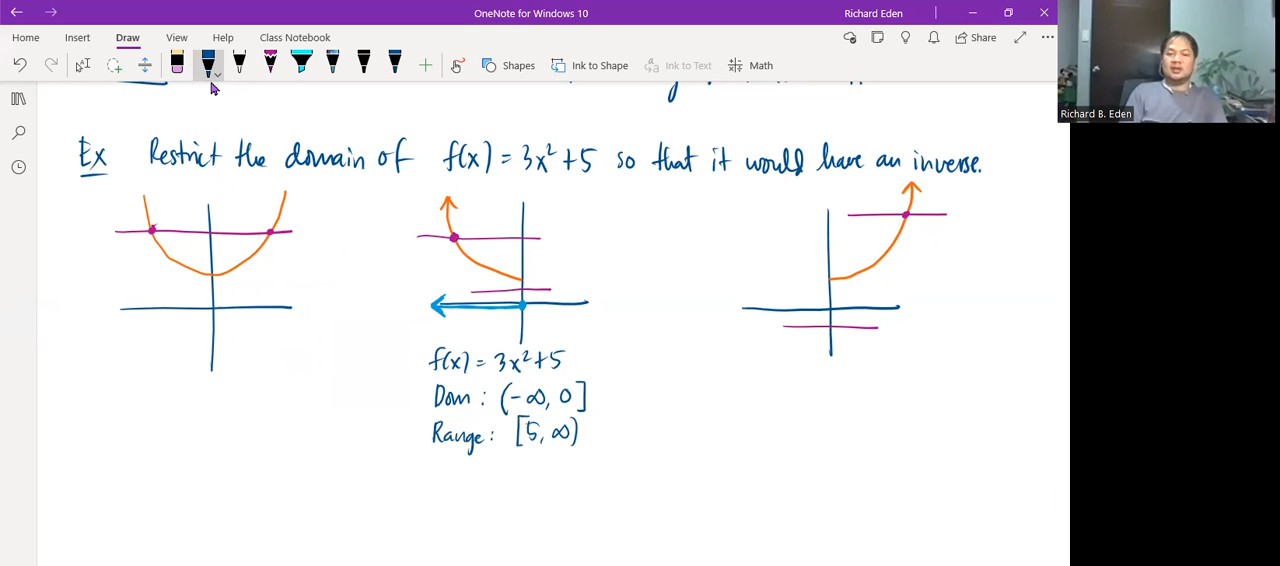 OneNote for Windows 10
Richard Eden
Home Insert Draw View Help Class Notebook
Share
Shapes Ink to Shape Ink to Text Math
Richard B. Eden
Ex Restrict the domain of f(x) = 3x² + 5 so that it would have an inverse.
f(x) = 3x² + 5
Dom : (-∞, 0]
Range : [5, ∞)